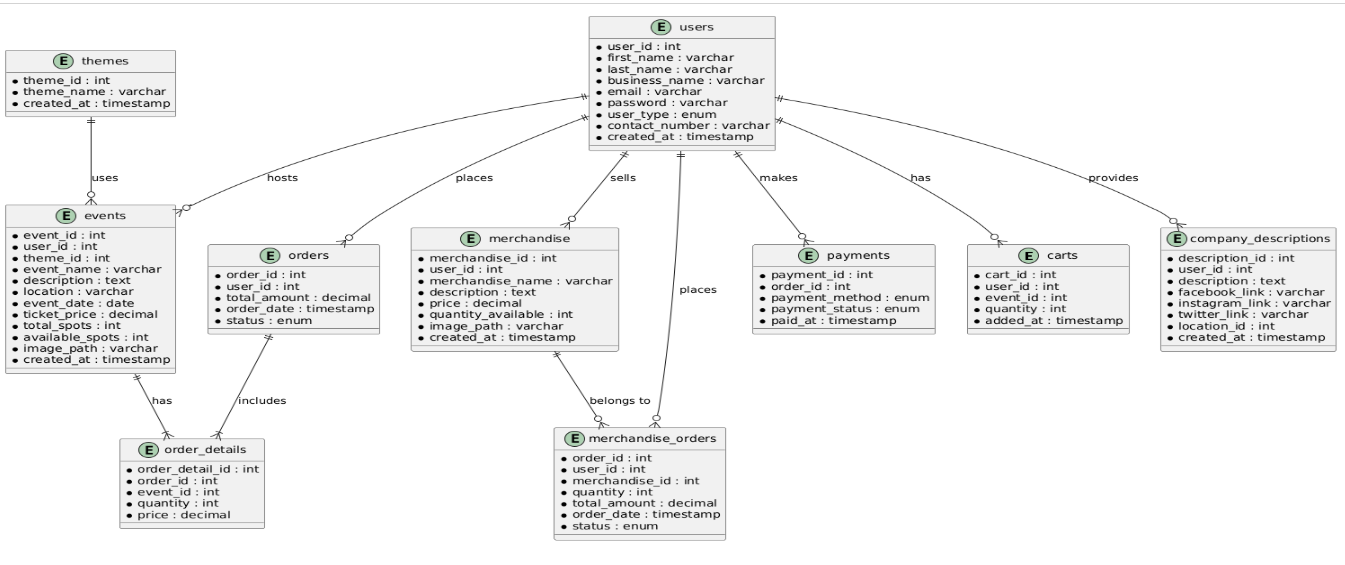 E users
user_id : int
first_name : varchar
last_name : varchar
business_name : varchar
email : varchar
password : varchar
user_type : enum
contact_number : varchar
created_at : timestamp
E themes
theme_id : int
theme_name : varchar
created_at : timestamp
uses
hosts
places
sells
makes
has
provides
E events
event_id : int
user_id : int
theme_id : int
event_name : varchar
description : text
location : varchar
event_date : date
ticket_price : decimal
total_spots : int
available_spots : int
image_path : varchar
created_at : timestamp
E orders
order_id : int
user_id : int
total_amount : decimal
order_date : timestamp
status : enum
E merchandise
merchandise_id : int
user_id : int
merchandise_name : varchar
description : text
price : decimal
quantity_available : int
image_path : varchar
created_at : timestamp
places
E payments
payment_id : int
order_id : int
payment_method : enum
payment_status : enum
paid_at : timestamp
E carts
cart_id : int
user_id : int
event_id : int
quantity : int
added_at : timestamp
E company_descriptions
description_id : int
user_id : int
description : text
facebook_link : varchar
instagram_link : varchar
twitter_link : varchar
location_id : int
created_at : timestamp
has
includes
belongs to
E order_details
order_detail_id : int
order_id : int
event_id : int
quantity : int
price : decimal
E merchandise_orders
order_id : int
user_id : int
merchandise_id : int
quantity : int
total_amount : decimal
order_date : timestamp
status : enum